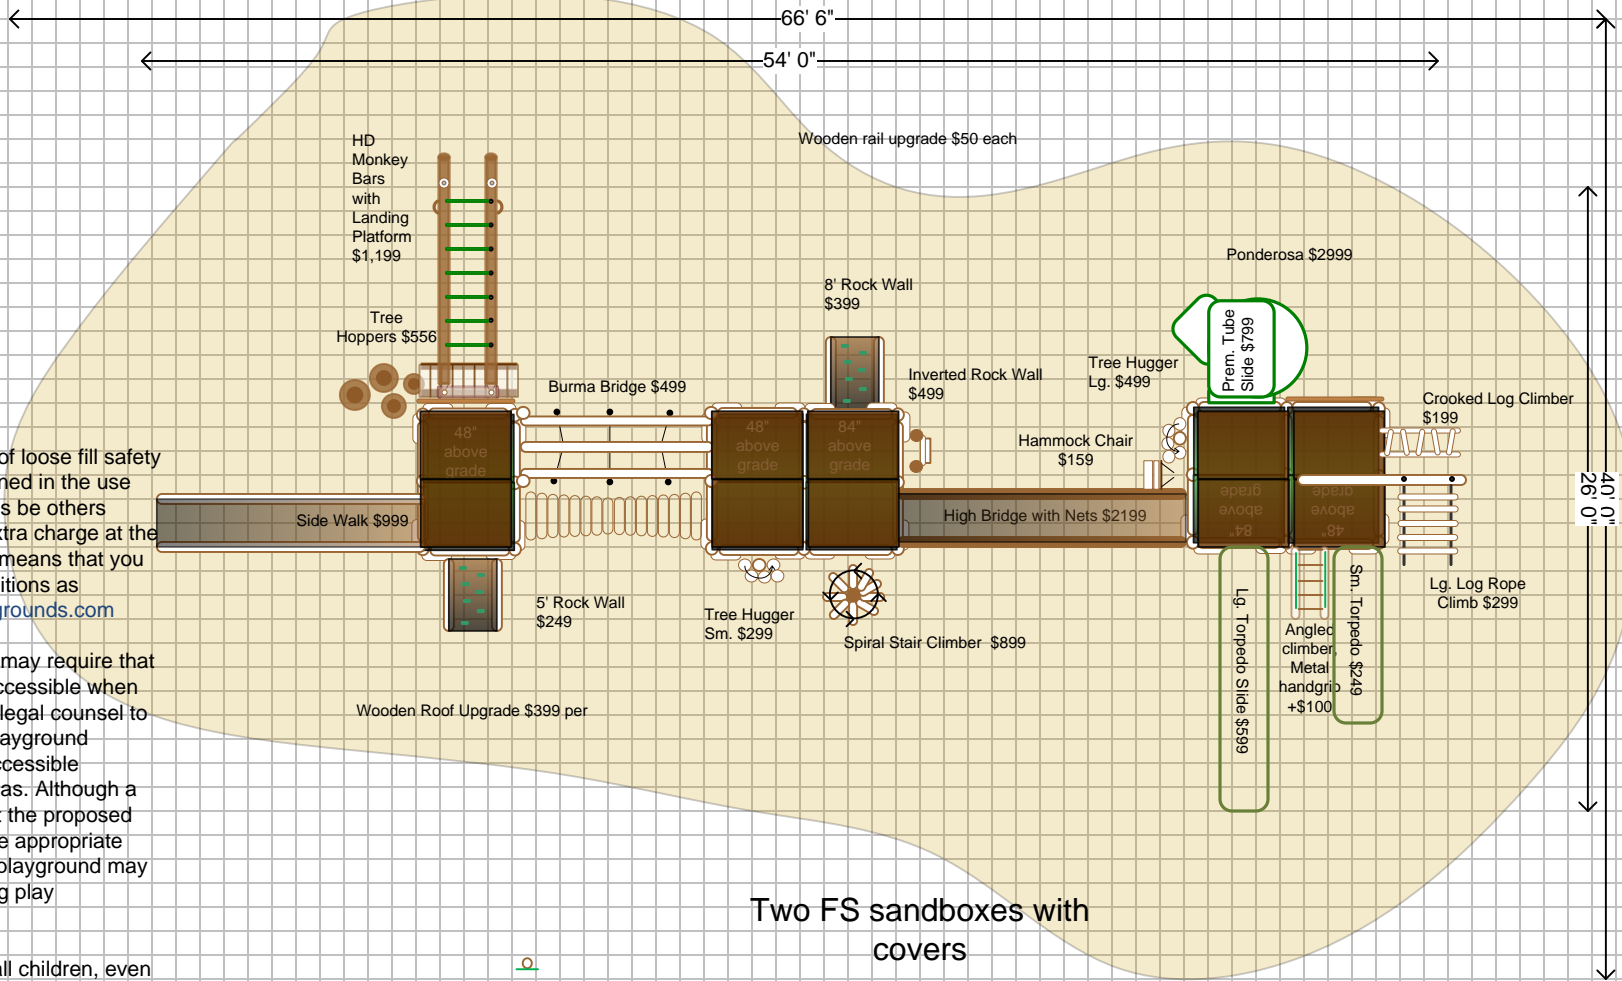 66' 6"
54' 0"
Wooden rail upgrade $50 each
HD
Monkey
Bars
with
Landing
Platform
$1,199
Ponderosa $2999
8' Rock Wall
$399
Tree
Hoppers $556
Prem. Tube
Slide $799
Tree Hugger
Lg. $499
Inverted Rock Wall
$499
Burma Bridge $499
Crooked Log Climber
$199
48"
above
grade
48"
above
grade
84"
above
grade
Hammock Chair
$159
84"
above
grade
48"
above
grade
40' 0"
26' 0"
Side Walk $999
High Bridge with Nets $2199
of loose fill safety
ned in the use
s be others
xtra charge at the
means that you
itions as
grounds.com
5' Rock Wall
$249
Tree Hugger
Sm. $299
Spiral Stair Climber $899
Lg. Torpedo Slide $599
Angled
climber,
Metal
handgrip
+$100
Sm. Torpedo $249
Lg. Log Rope
Climb $299
may require that
ccessible when
legal counsel to
layground
ccessible
as. Although a
t the proposed
e appropriate
playground may
g play
Wooden Roof Upgrade $399 per
Two FS sandboxes with
covers
all children, even